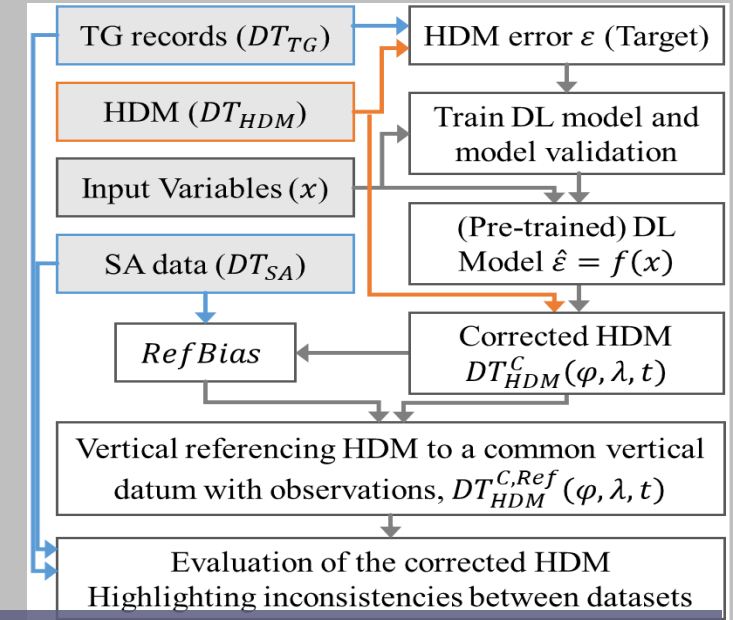 TG records (DT_TG)
HDM error ε (Target)
HDM (DT_HDM)
Train DL model and
model validation
Input Variables (x)
(Pre-trained) DL
Model ε̂ = f(x)
SA data (DT_SA)
RefBias
Corrected HDM
DT^C_HDM(φ, λ, t)
Vertical referencing HDM to a common vertical
datum with observations, DT^C,Ref_HDM (φ, λ, t)
Evaluation of the corrected HDM
Highlighting inconsistencies between datasets